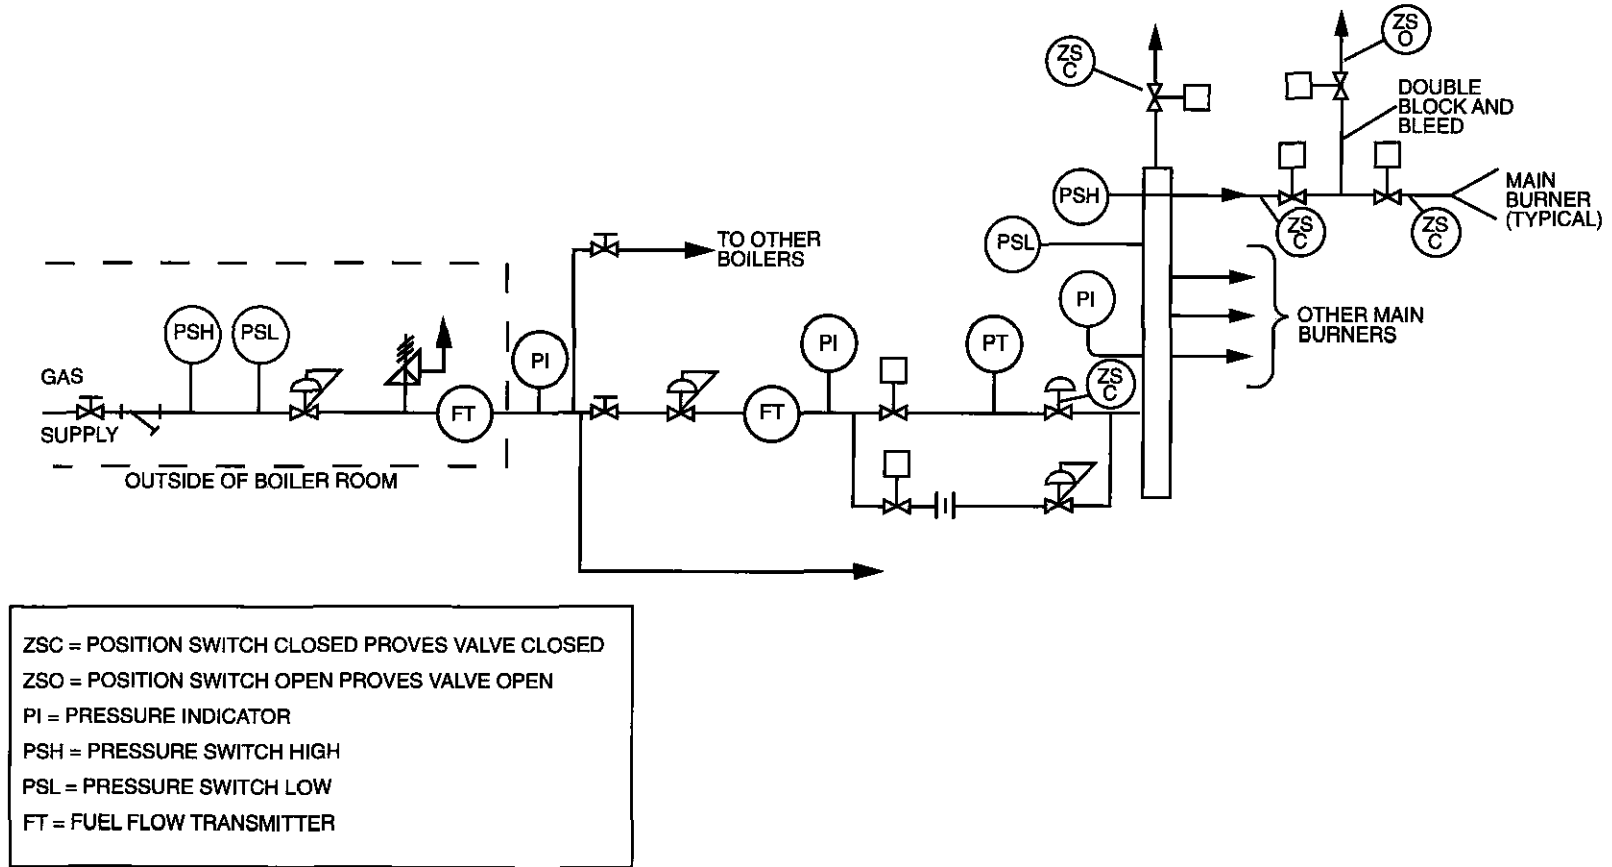 ZS
C
ZS
O
DOUBLE
BLOCK AND
BLEED
PSH
MAIN
BURNER
(TYPICAL)
ZS
C
ZS
C
PSL
TO OTHER
BOILERS
PI
OTHER MAIN
BURNERS
PSH
PSL
PI
PI
PT
ZS
C
GAS
SUPPLY
FT
FT
OUTSIDE OF BOILER ROOM
ZSC = POSITION SWITCH CLOSED PROVES VALVE CLOSED
ZSO = POSITION SWITCH OPEN PROVES VALVE OPEN
PI = PRESSURE INDICATOR
PSH = PRESSURE SWITCH HIGH
PSL = PRESSURE SWITCH LOW
FT = FUEL FLOW TRANSMITTER